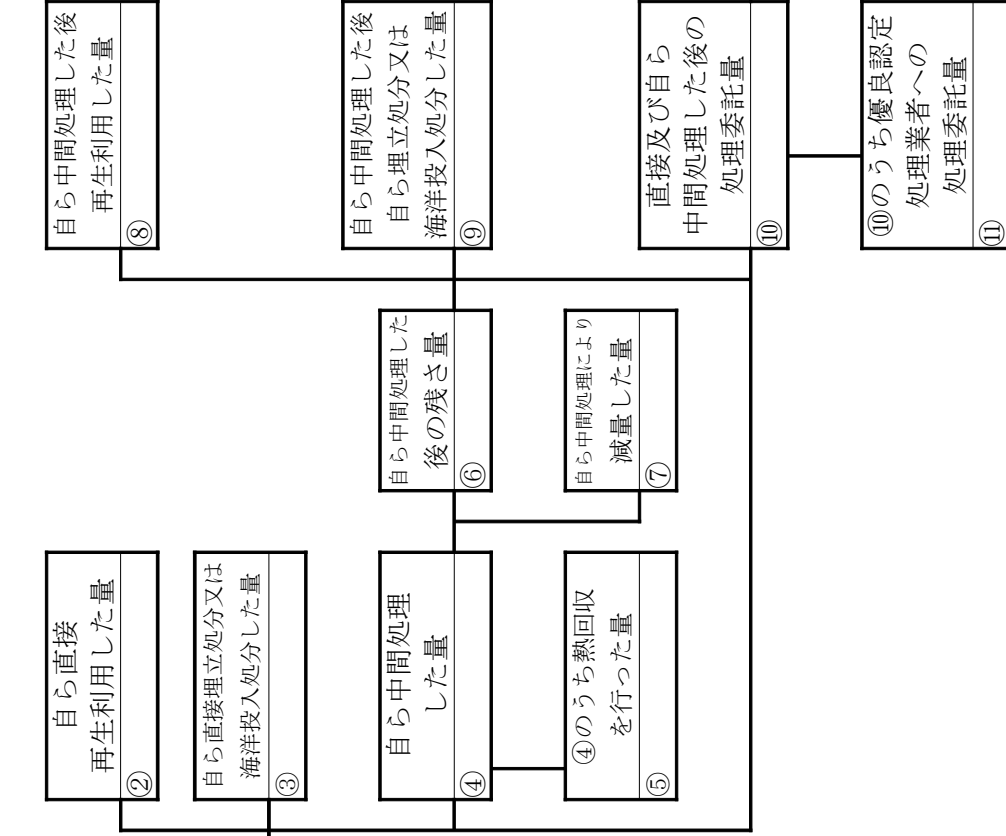 自ら直接
再生利用した量
②
自ら直接埋立処分又は
海洋投入処分した量
③
自ら中間処理
した量
④
④のうち熱回収
を行った量
⑤
自ら中間処理した
後の残さ量
⑥
自ら中間処理により
減量した量
⑦
自ら中間処理した後
再生利用した量
⑧
自ら中間処理した後
自ら埋立処分又は
海洋投入処分した量
⑨
直接及び自ら
中間処理した後の
処理委託量
⑩
⑩のうち優良認定
処理業者への
処理委託量
⑪